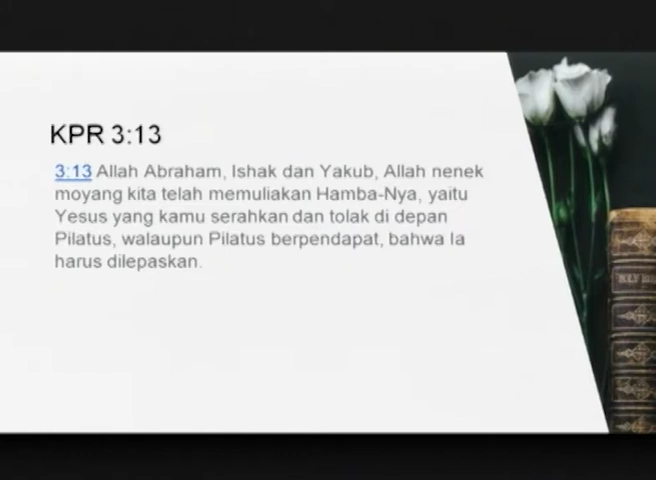 KPR 3:13
3:13 Allah Abraham, Ishak dan Yakub, Allah nenek
moyang kita telah memuliakan Hamba-Nya, yaitu
Yesus yang kamu serahkan dan tolak di depan
Pilatus, walaupun Pilatus berpendapat, bahwa Ia
harus dilepaskan.